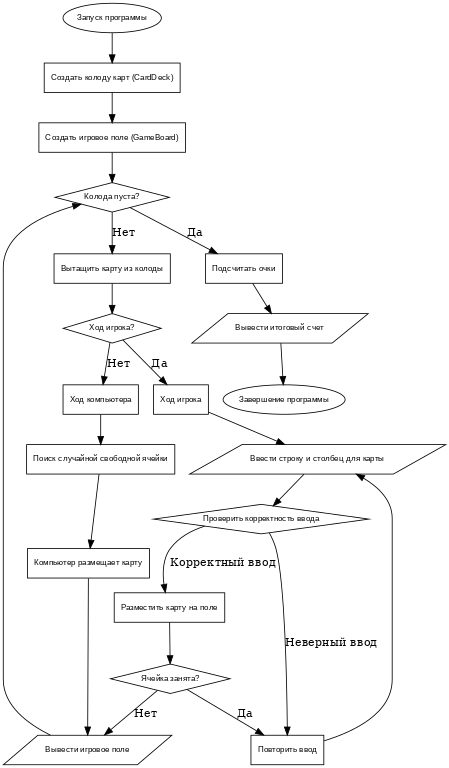 Запуск программы
Создать колоду карт (CardDeck)
Создать игровое поле (GameBoard)
Колода пуста?
Нет
Да
Вытащить карту из колоды
Подсчитать очки
Ход игрока?
Вывести итоговый счет
Нет
Да
Ход компьютера
Ход игрока
Завершение программы
Поиск случайной свободной ячейки
Ввести строку и столбец для карты
Проверить корректность ввода
Компьютер размещает карту
Корректный ввод
Разместить карту на поле
Неверный ввод
Ячейка занята?
Нет
Да
Вывести игровое поле
Повторить ввод